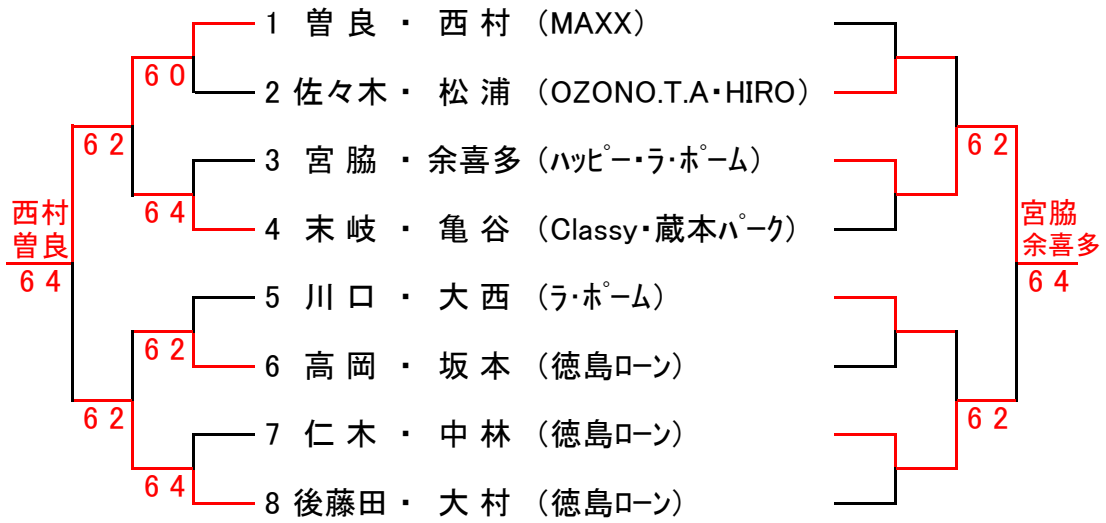 1 曽 良 ・ 西 村 （MAXX）
6 0
2 佐々木 ・ 松 浦 （OZONO.T.A・HIRO）
6 2
6 2
3 宮 脇 ・ 余喜多 （ﾊｯﾋﾟｰ・ラ・ﾎﾟｰム）
6 4
西村
曽良
6 4
4 末 岐 ・ 亀 谷 （Classy・蔵本ﾊﾟｰク）
宮脇
余喜多
6 4
5 川 口 ・ 大 西 （ラ・ﾎﾟｰム）
6 2
6 高 岡 ・ 坂 本 （徳島ローン）
6 2
6 2
7 仁 木 ・ 中 林 （徳島ローン）
6 4
8 後藤田 ・ 大 村 （徳島ローン）